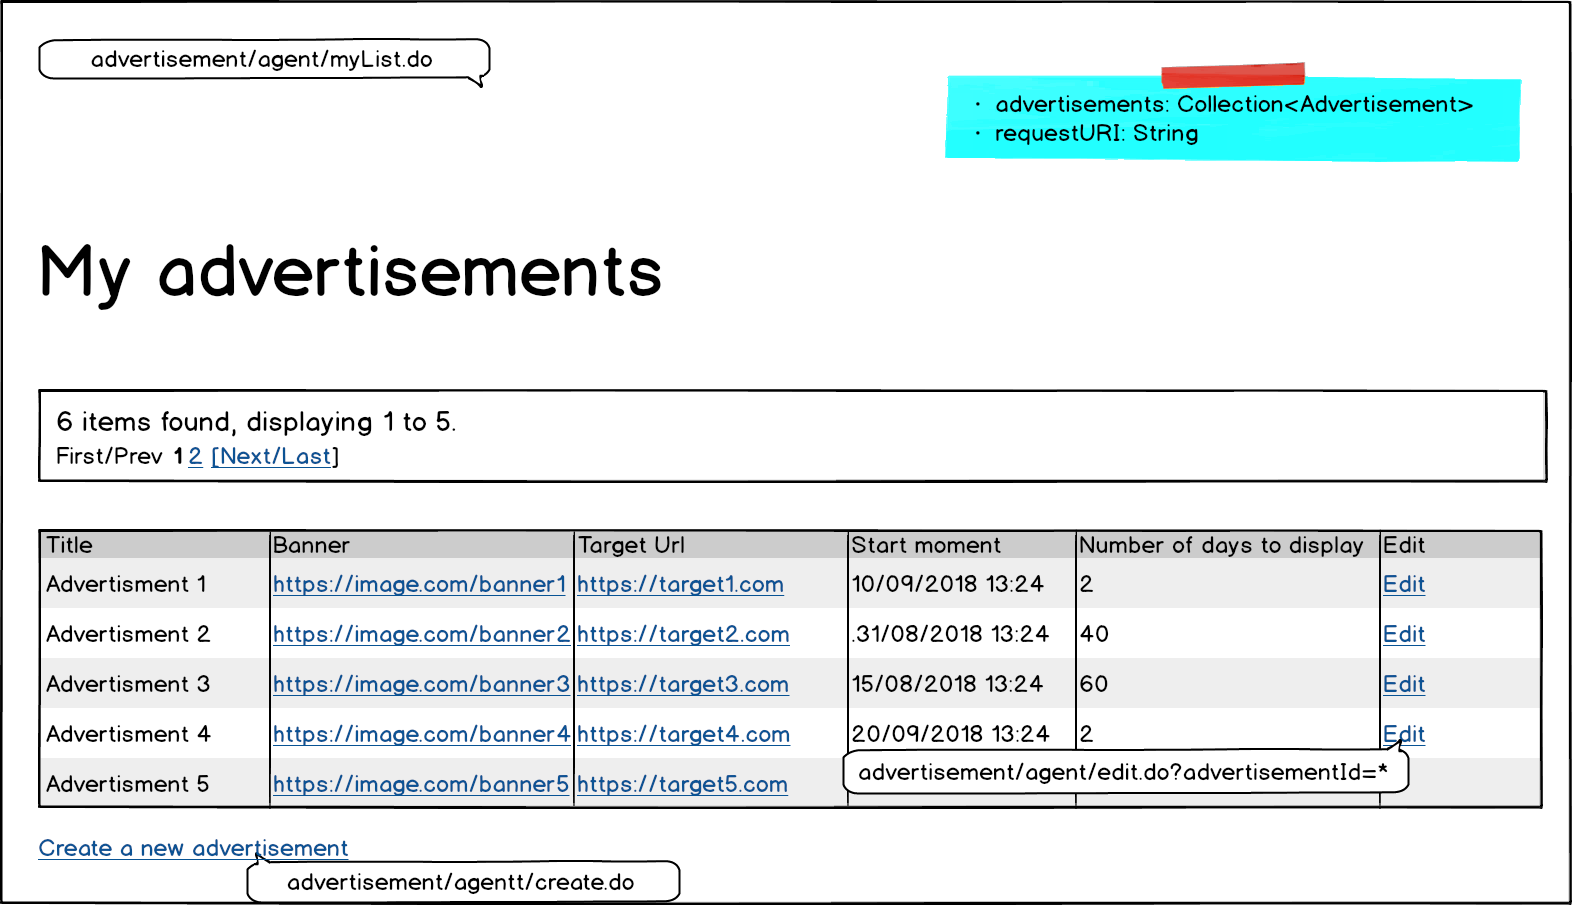 advertisement/agent/myList.do
· advertisements: Collection<Advertisement>
· requestURI: String
My advertisements
6 items found, displaying 1 to 5.
First/Prev 1 2 [Next/Last]
Title Banner Target Url Start moment Number of days to display Edit
Advertisment 1 https://image.com/banner1 https://target1.com 10/09/2018 13:24 2 Edit
Advertisment 2 https://image.com/banner2 https://target2.com .31/08/2018 13:24 40 Edit
Advertisment 3 https://image.com/banner3 https://target3.com 15/08/2018 13:24 60 Edit
Advertisment 4 https://image.com/banner4 https://target4.com 20/09/2018 13:24 2 Edit
advertisement/agent/edit.do?advertisementId=*
Advertisment 5 https://image.com/banner5 https://target5.com
Create a new advertisement
advertisement/agentt/create.do